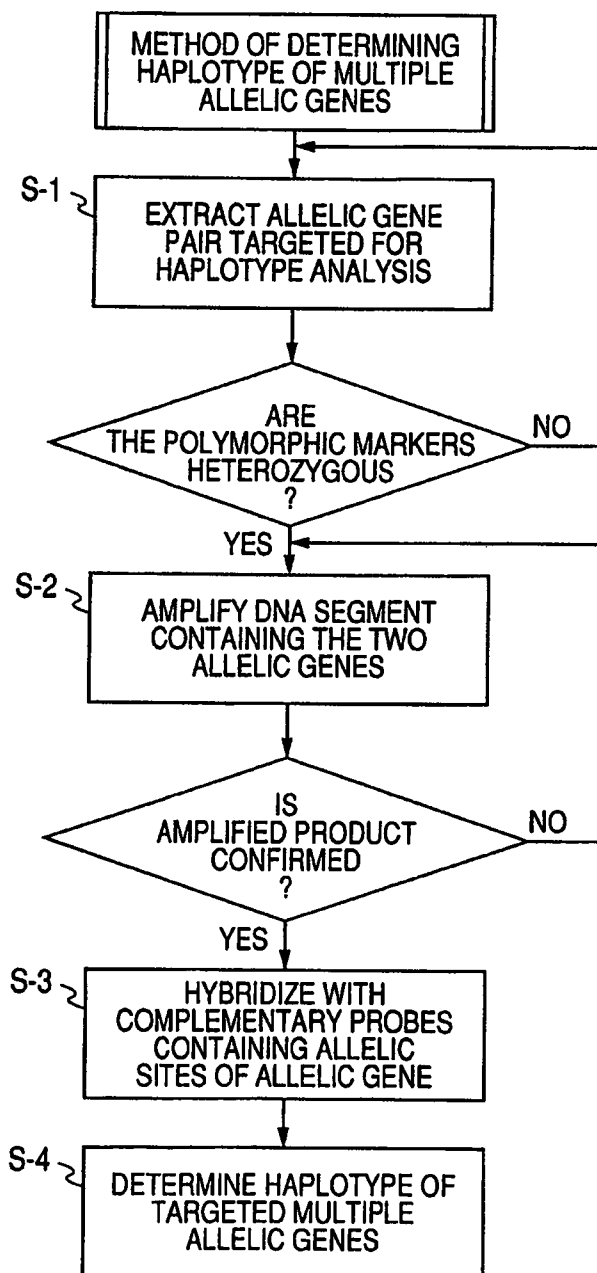 METHOD OF DETERMINING
HAPLOTYPE OF MULTIPLE
ALLELIC GENES
S-1
EXTRACT ALLELIC GENE
PAIR TARGETED FOR
HAPLOTYPE ANALYSIS
ARE
THE POLYMORPHIC MARKERS
HETEROZYGOUS
?
NO
YES
S-2
AMPLIFY DNA SEGMENT
CONTAINING THE TWO
ALLELIC GENES
IS
AMPLIFIED PRODUCT
CONFIRMED
?
NO
YES
S-3
HYBRIDIZE WITH
COMPLEMENTARY PROBES
CONTAINING ALLELIC
SITES OF ALLELIC GENE
S-4
DETERMINE HAPLOTYPE OF
TARGETED MULTIPLE
ALLELIC GENES